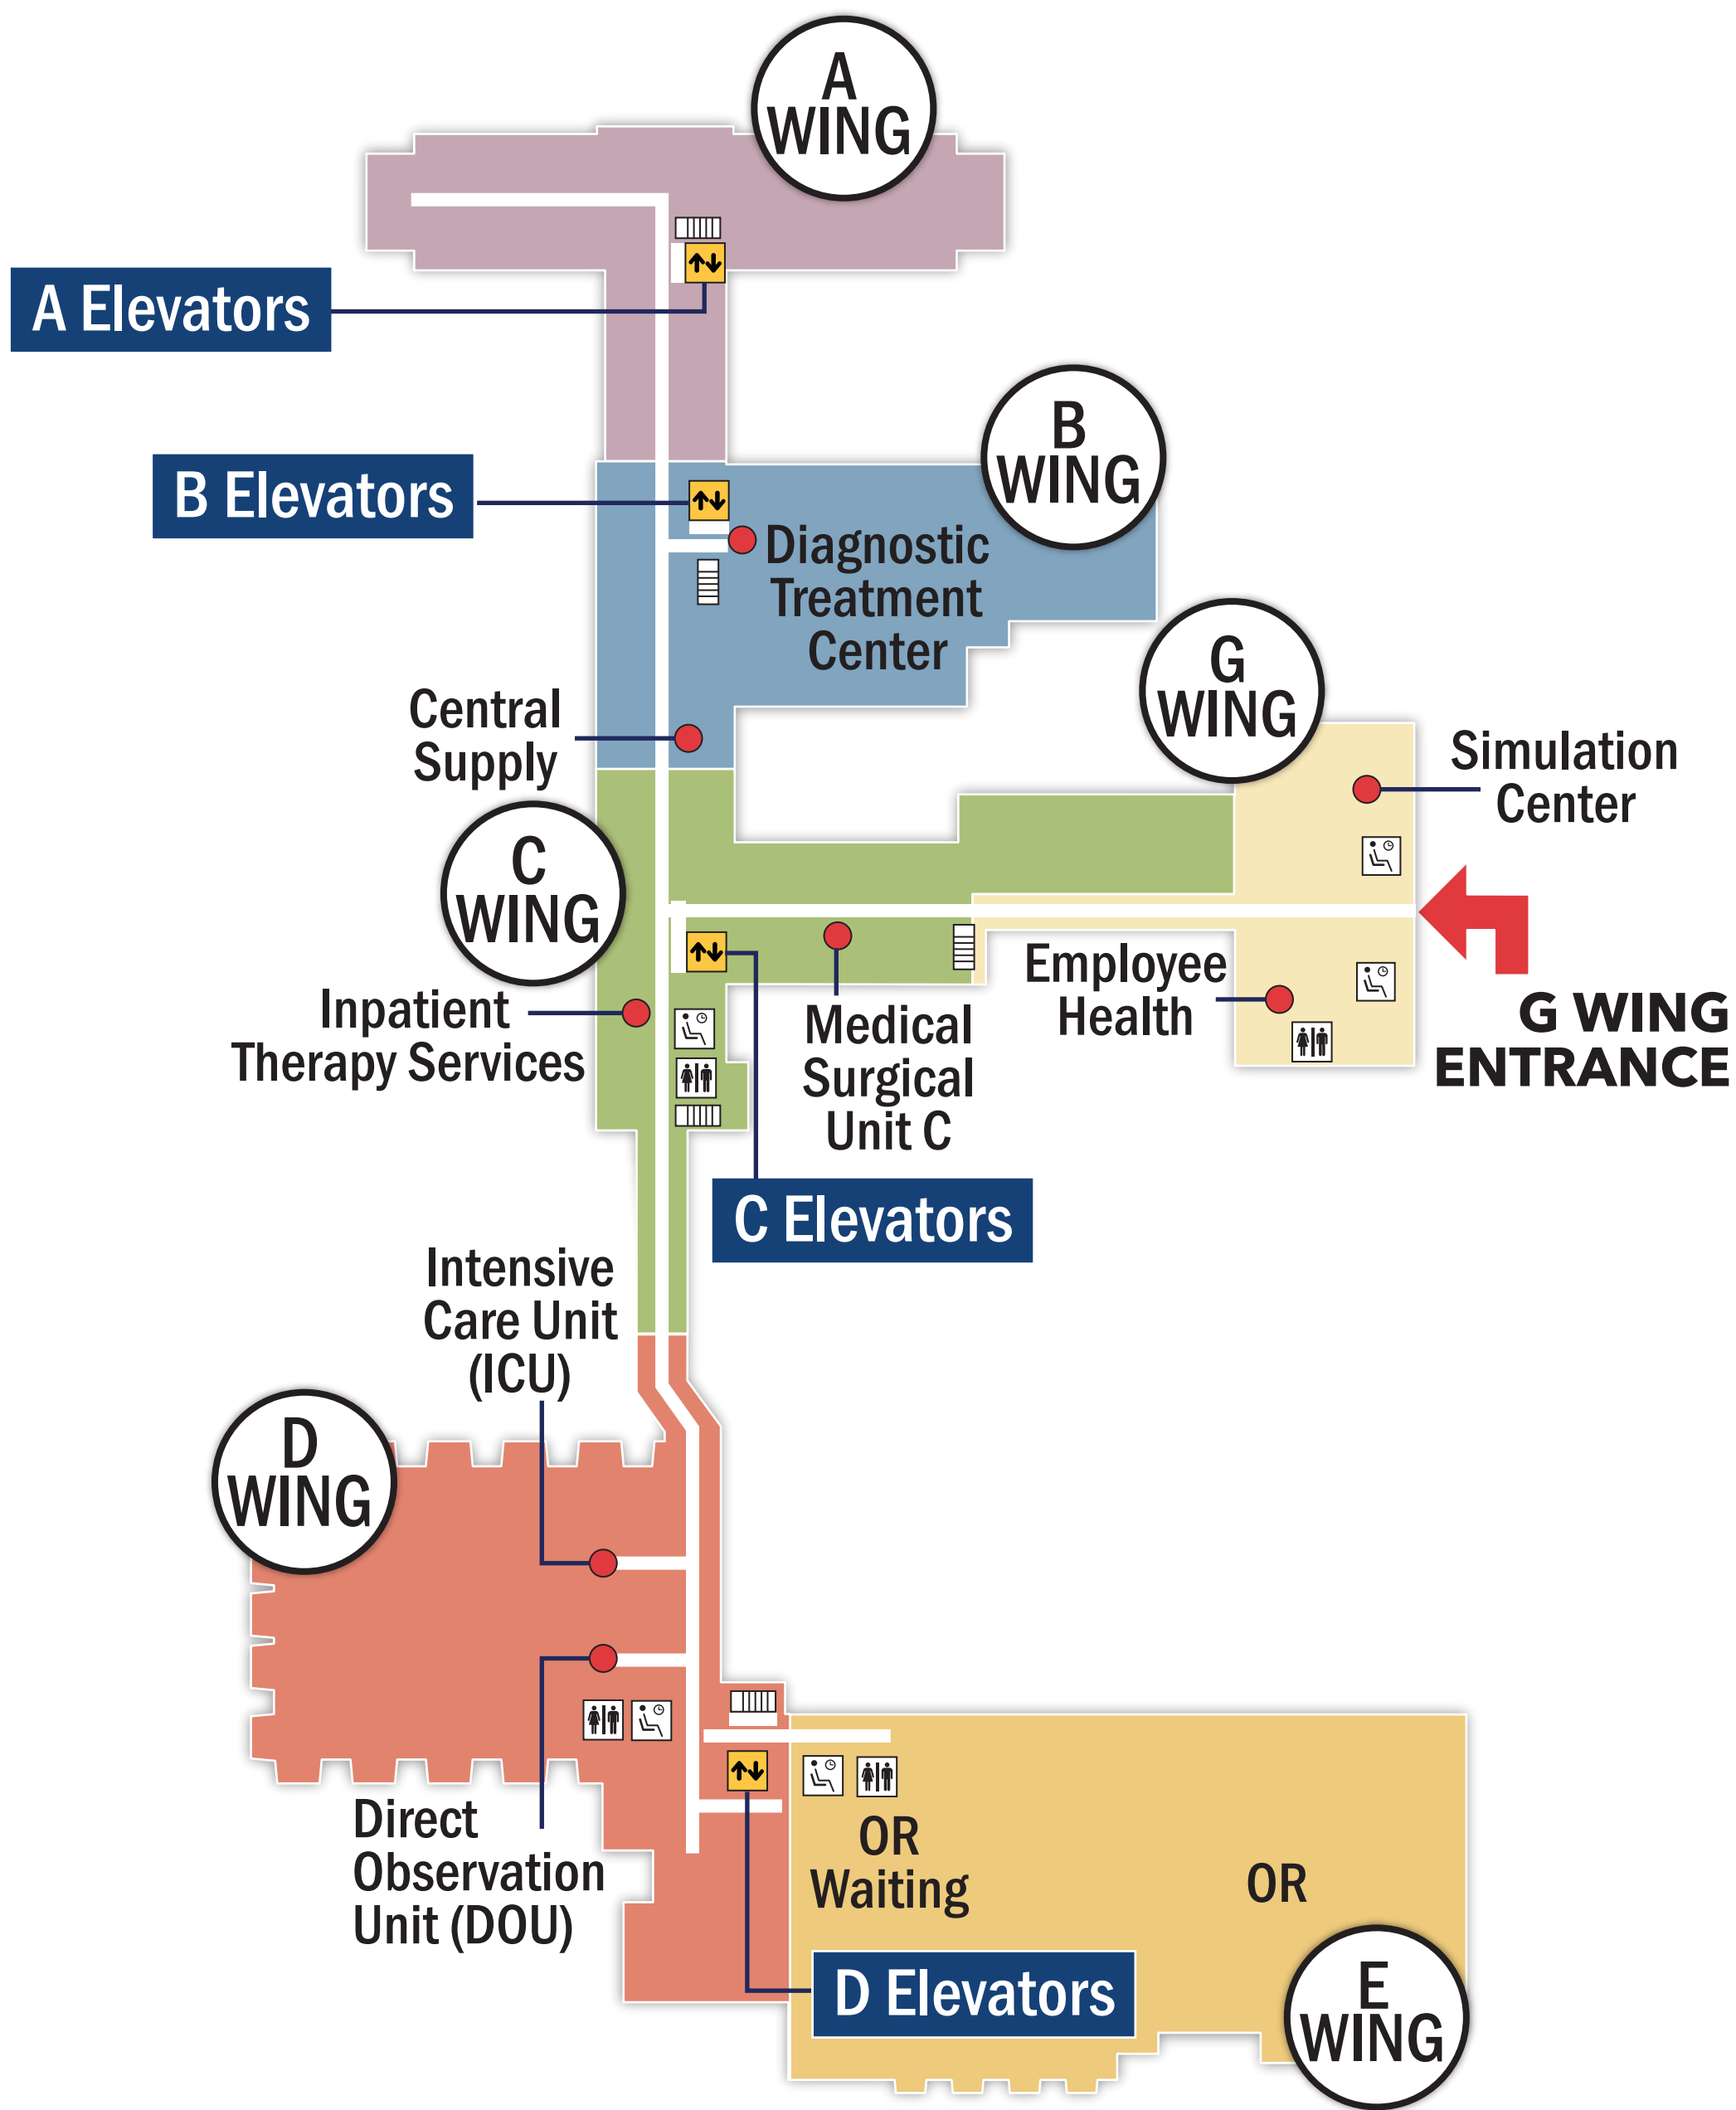 A
WING
A Elevators
B
WING
B Elevators
Diagnostic
Treatment
Center
G
WING
Central
Supply
Simulation
Center
C
WING
Employee
Health
Inpatient
Therapy Services
Medical
Surgical
Unit C
G WING
ENTRANCE
C Elevators
Intensive
Care Unit
(ICU)
D
WING
Direct
Observation
Unit (DOU)
OR
Waiting
OR
D Elevators
E
WING